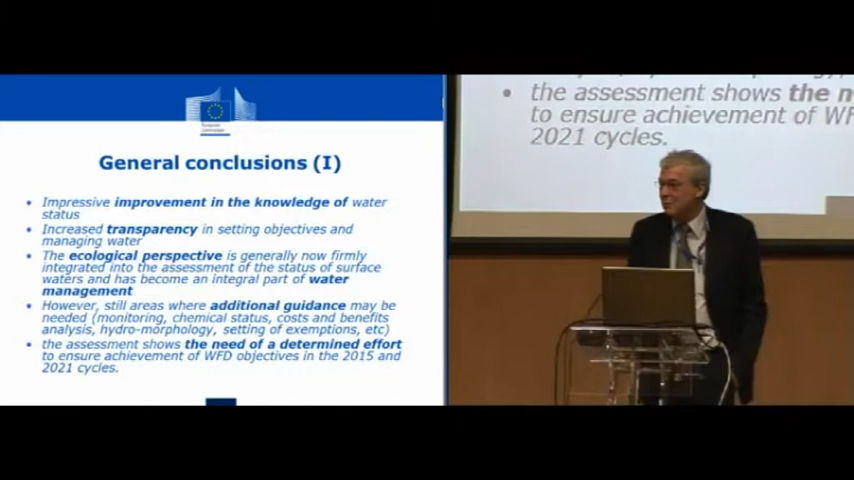 European
Commission
General conclusions (I)
• Impressive improvement in the knowledge of water
status
• Increased transparency in setting objectives and
managing water
• The ecological perspective is generally now firmly
integrated into the assessment of the status of surface
waters and has become an integral part of water
management
• However, still areas where additional guidance may be
needed (monitoring, chemical status, costs and benefits
analysis, hydro-morphology, setting of exemptions, etc)
• the assessment shows the need of a determined effort
to ensure achievement of WFD objectives in the 2015 and
2021 cycles.
• the assessment shows the n
to ensure achievement of WF
2021 cycles.